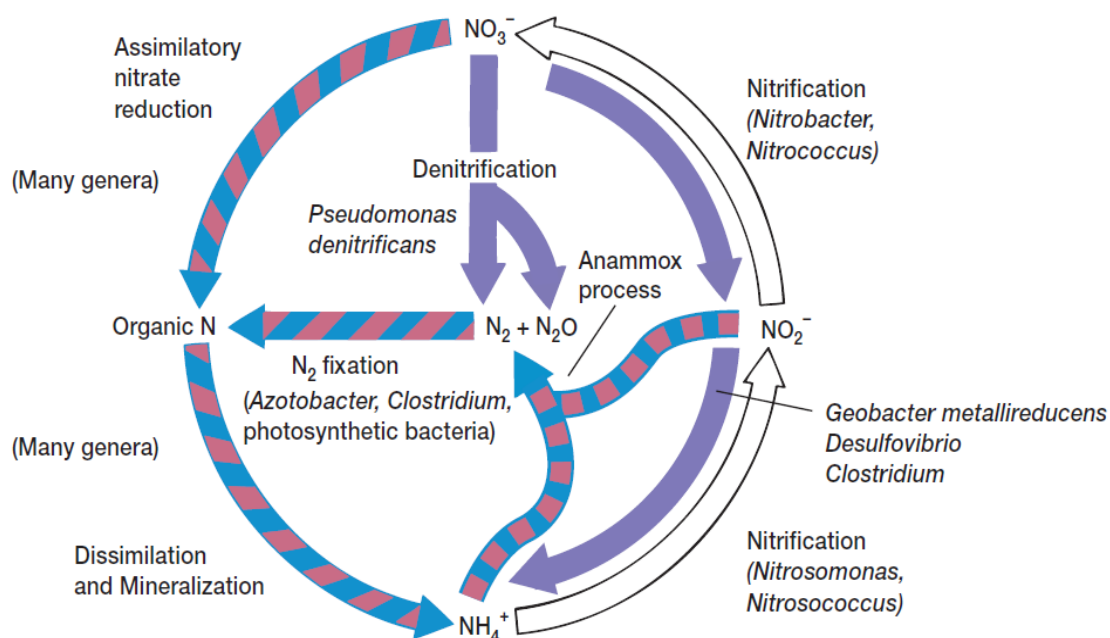 NO₃⁻
Assimilatory
nitrate
reduction
(Many genera)
Nitrification
(Nitrobacter,
Nitrococcus)
Denitrification
Pseudomonas
denitrificans
Anammox
process
Organic N
N₂ + N₂O
NO₂⁻
N₂ fixation
(Azotobacter, Clostridium,
photosynthetic bacteria)
Geobacter metallireducens
Desulfovibrio
Clostridium
(Many genera)
Dissimilation
and Mineralization
Nitrification
(Nitrosomonas,
Nitrosococcus)
NH₄⁺